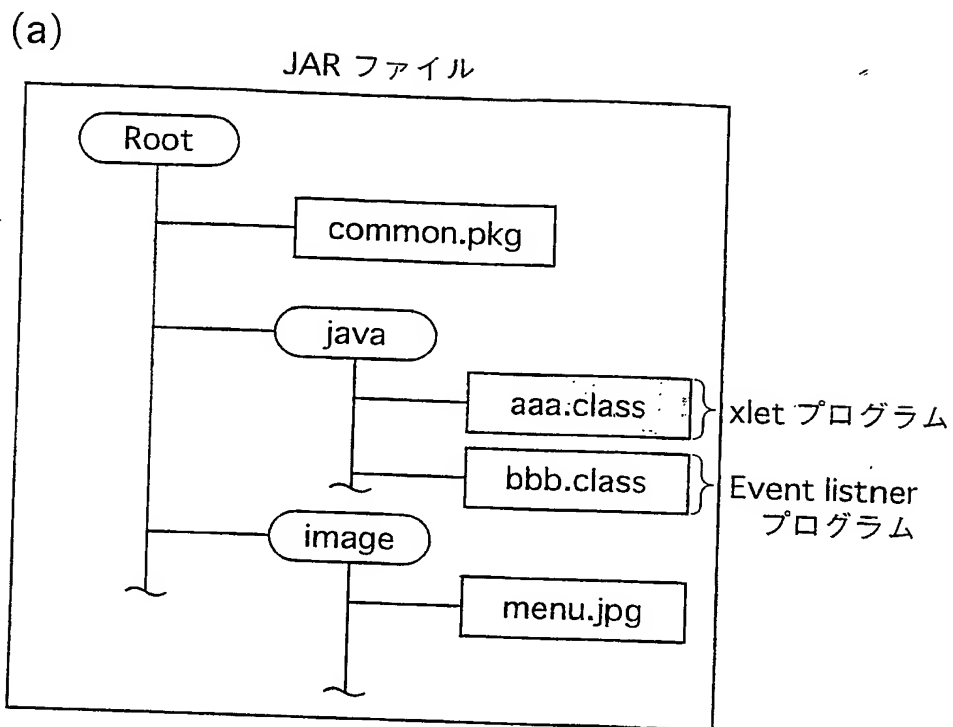 (a)
JAR ファイル
Root
common.pkg
java
aaa.class
xlet プログラム
bbb.class
Event listner
プログラム
image
menu.jpg